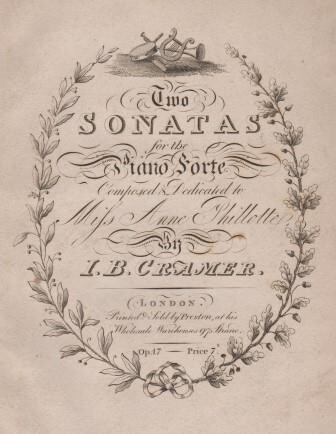 Two
SONATAS
for the
Piano Forte
Composed & Dedicated to
Miss Anne
By
I. B. CRAMER.
LONDON.
Printed & Sold by Preston, at his
Wholesale Warehouses 97 Strand.
Op. 17 — Price 7